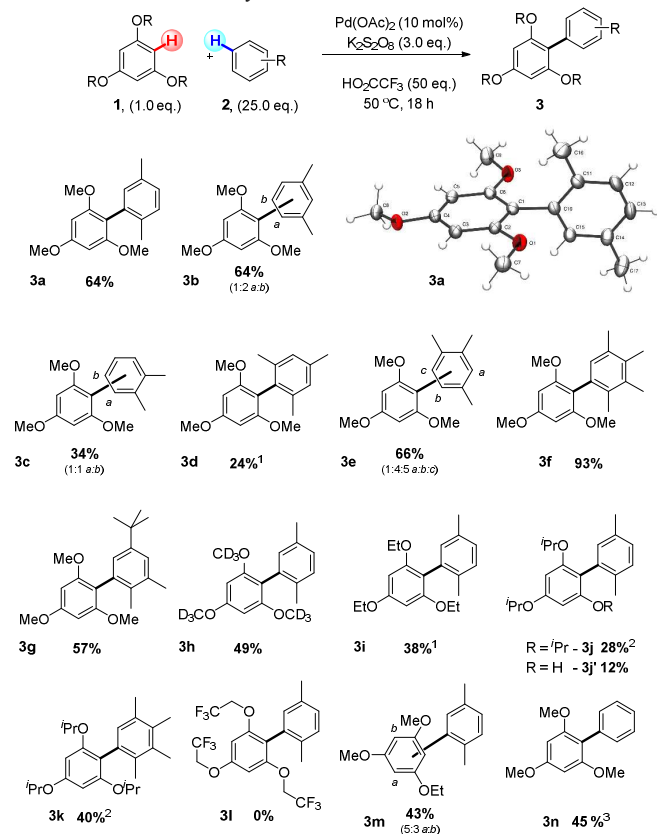 OR
H
RO
OR
1, (1.0 eq.)
+
H
R
2, (25.0 eq.)
Pd(OAc)2 (10 mol%)
K2S2O8 (3.0 eq.)
HO2CCF3 (50 eq.)
50 °C, 18 h
RO
R
RO
OR
3
MeO
MeO
OMe
3a 64%
MeO
b
a
MeO
OMe
3b 64%
(1:2 a:b)
3a
MeO
b
a
MeO
OMe
3c 34%
(1:1 a:b)
MeO
MeO
OMe
3d 24%1
MeO
c
a
b
MeO
OMe
3e 66%
(1:4:5 a:b:c)
MeO
MeO
OMe
3f 93%
MeO
MeO
OMe
3g 57%
D3CO
D3CO
OCD3
3h 49%
EtO
EtO
OEt
3i 38%1
iPrO
iPrO
OR
R = iPr - 3j 28%2
R = H - 3j' 12%
iPrO
iPrO
OiPr
3k 40%2
F3C
O
CF3
O
O
CF3
3l 0%
b
OMe
MeO
a
OEt
3m 43%
(5:3 a:b)
MeO
MeO
OMe
3n 45%3